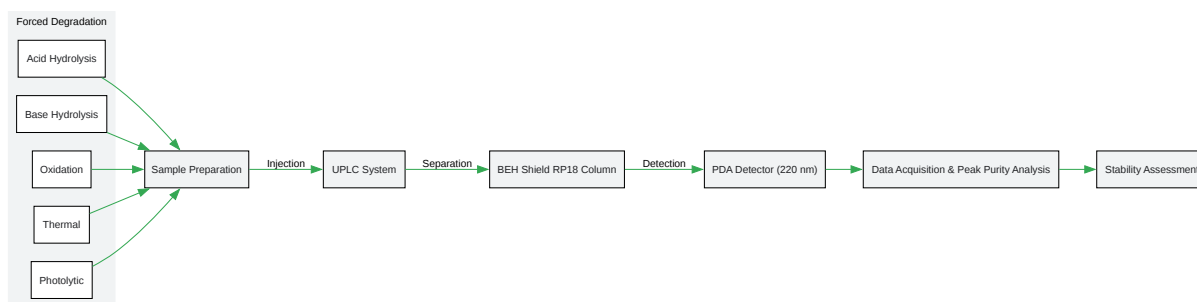 Forced Degradation
Acid Hydrolysis
Base Hydrolysis
Oxidation
Thermal
Photolytic
Sample Preparation
Injection
UPLC System
Separation
BEH Shield RP18 Column
Detection
PDA Detector (220 nm)
Data Acquisition & Peak Purity Analysis
Stability Assessment